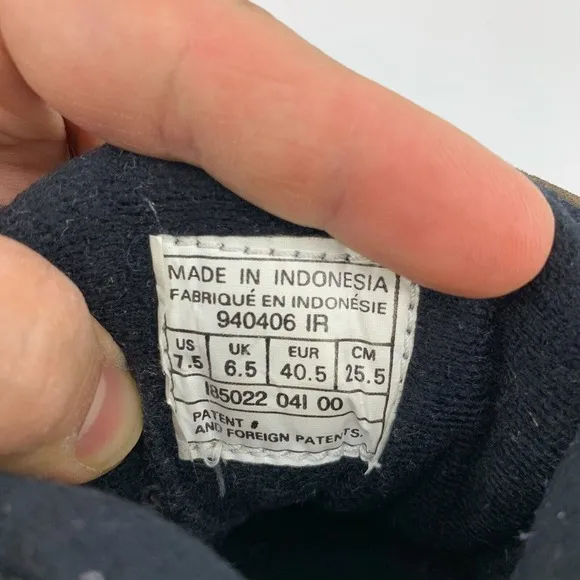 MADE IN INDONESIA
FABRIQUÉ EN INDONÉSIE
940406 IR
US UK EUR CM
7.5 6.5 40.5 25.5
185022 041 00
PATENT #
AND FOREIGN PATENTS.